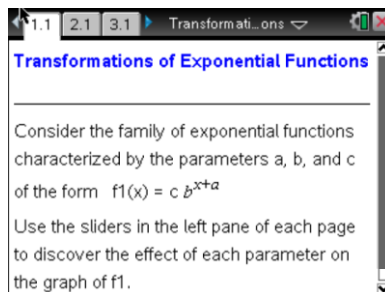 1.1 2.1 3.1 Transformati...ons
Transformations of Exponential Functions
Consider the family of exponential functions
characterized by the parameters a, b, and c
of the form f1(x) = c b^{x+a}
Use the sliders in the left pane of each page
to discover the effect of each parameter on
the graph of f1.